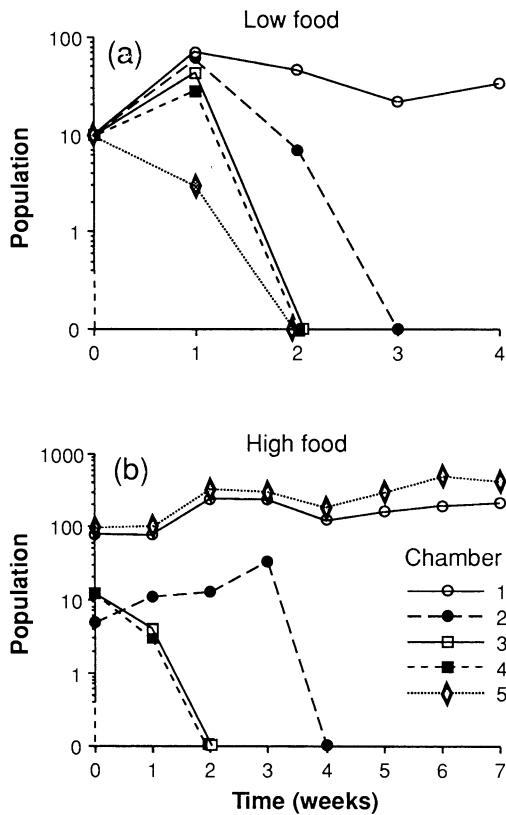 Low food
(a)
100
10
1
0
Population
0 1 2 3 4
High food
(b)
1000
100
10
1
0
Population
Chamber
1
2
3
4
5
0 1 2 3 4 5 6 7
Time (weeks)